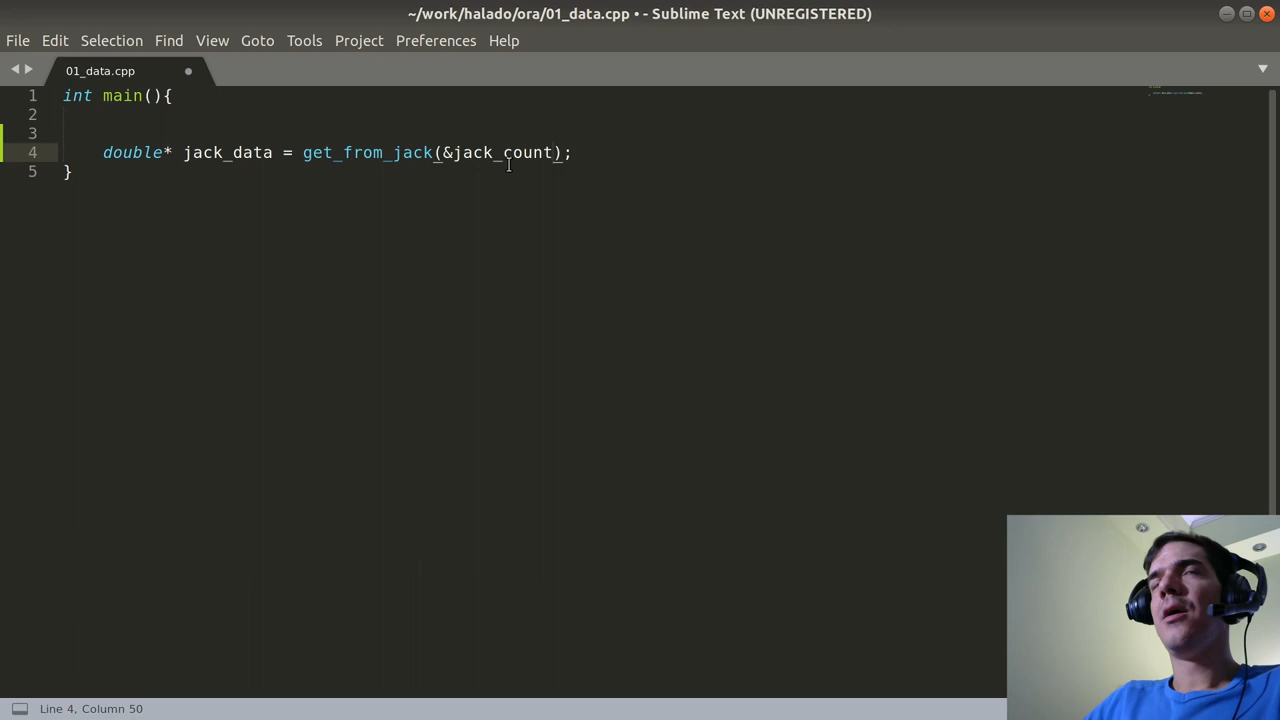 ~/work/halado/ora/01_data.cpp • - Sublime Text (UNREGISTERED)
File Edit Selection Find View Goto Tools Project Preferences Help
01_data.cpp
1 int main(){
2
3
4 double* jack_data = get_from_jack(&jack_count);
5 }
Line 4, Column 50